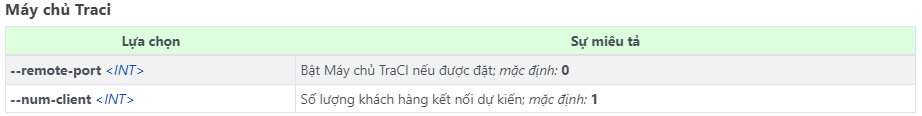 Máy chủ Traci
Lựa chọn Sự miêu tả
--remote-port <INT> Bật Máy chủ TraCI nếu được đặt; mặc định: 0
--num-client <INT> Số lượng khách hàng kết nối dự kiến; mặc định: 1